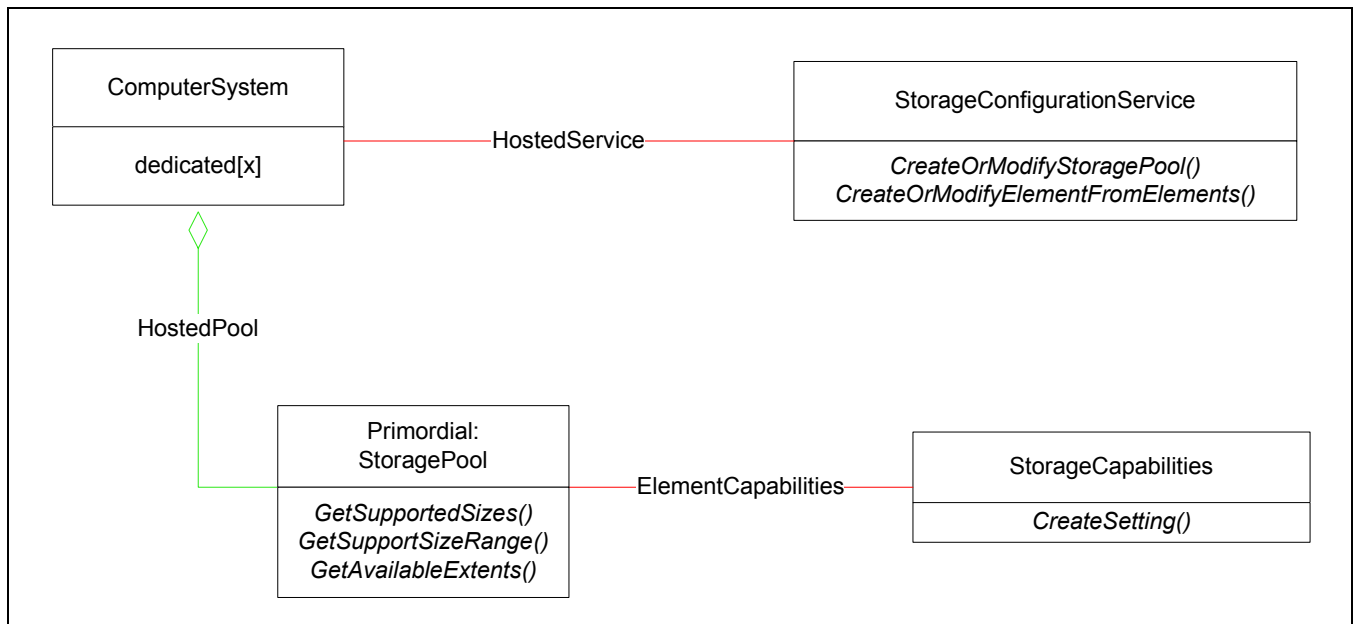 ComputerSystem
dedicated[x]
HostedService
StorageConfigurationService
CreateOrModifyStoragePool()
CreateOrModifyElementFromElements()
HostedPool
Primordial:
StoragePool
GetSupportedSizes()
GetSupportSizeRange()
GetAvailableExtents()
ElementCapabilities
StorageCapabilities
CreateSetting()